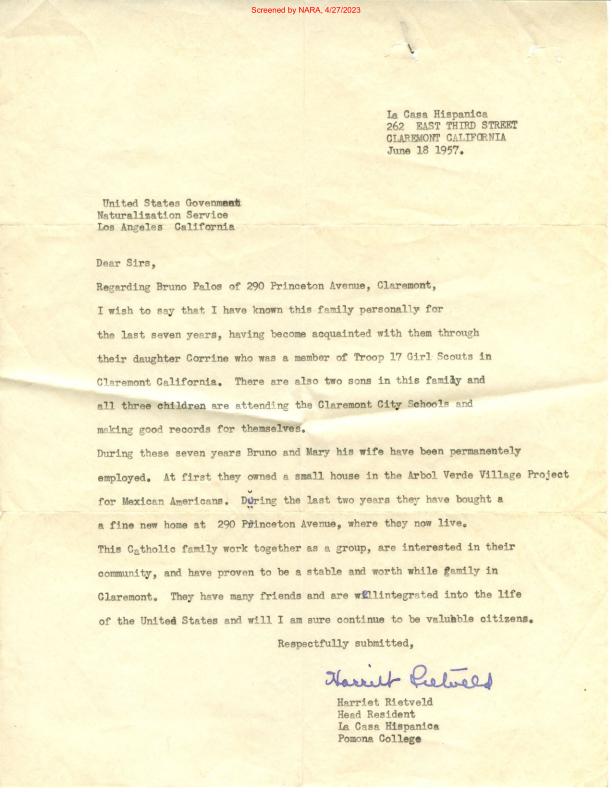 Screened by NARA, 4/27/2023
La Casa Hispanica
262 EAST THIRD STREET
CLAREMONT CALIFORNIA
June 18 1957.
United States Govenment
Naturalization Service
Los Angeles California
Dear Sirs,
Regarding Bruno Palos of 290 Princeton Avenue, Claremont,
I wish to say that I have known this family personally for
the last seven years, having become acquainted with them through
their daughter Corrine who was a member of Troop 17 Girl Scouts in
Claremont California. There are also two sons in this family and
all three children are attending the Claremont City Schools and
making good records for themselves.
During these seven years Bruno and Mary his wife have been permanentely
employed. At first they owned a small house in the Arbol Verde Village Project
for Mexican Americans. During the last two years they have bought a
a fine new home at 290 Princeton Avenue, where they now live.
This Catholic family work together as a group, are interested in their
community, and have proven to be a stable and worth while family in
Claremont. They have many friends and are wellintegrated into the life
of the United States and will I am sure continue to be valuable citizens.
Respectfully submitted,
Harriet Rietveld
Harriet Rietveld
Head Resident
La Casa Hispanica
Pomona College